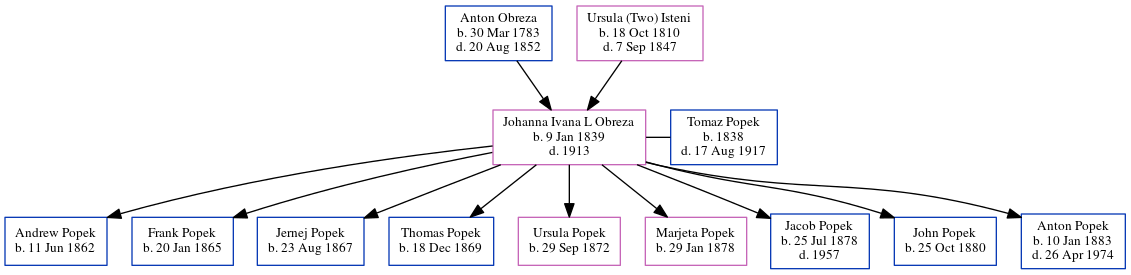 Anton Obreza
b. 30 Mar 1783
d. 20 Aug 1852
Ursula (Two) Isteni
b. 18 Oct 1810
d. 7 Sep 1847
Johanna Ivana L Obreza
b. 9 Jan 1839
d. 1913
Tomaz Popek
b. 1838
d. 17 Aug 1917
Andrew Popek
b. 11 Jun 1862
Frank Popek
b. 20 Jan 1865
Jernej Popek
b. 23 Aug 1867
Thomas Popek
b. 18 Dec 1869
Ursula Popek
b. 29 Sep 1872
Marjeta Popek
b. 29 Jan 1878
Jacob Popek
b. 25 Jul 1878
d. 1957
John Popek
b. 25 Oct 1880
Anton Popek
b. 10 Jan 1883
d. 26 Apr 1974